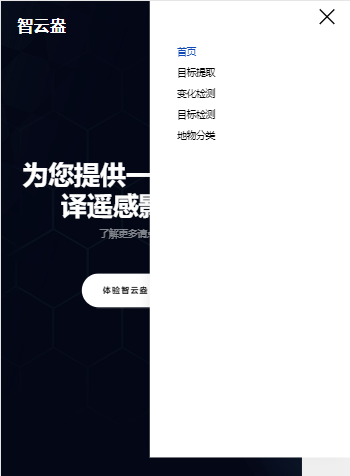 智云盎
首页
目标提取
变化检测
目标检测
地物分类
为您提供一
译遥感
了解更多请
体验智云盎